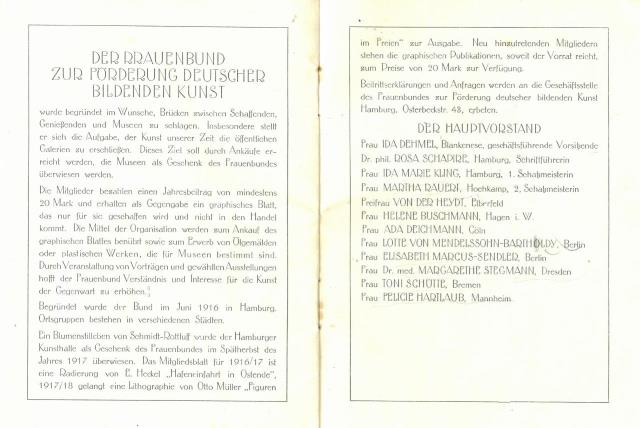 DER FRAUENBUND
ZUR FÖRDERUNG DEUTSCHER
BILDENDEN KUNST
wurde begründet im Wunsche, Brücken zwischen Schaffenden,
Genießenden und Museen zu schlagen. Insbesondere stellt
er sich die Aufgabe, der Kunst unserer Zeit die öffentlichen
Galerien zu erschließen. Dieses Ziel soll durch Ankäufe er-
reicht werden, die Museen als Geschenk des Frauenbundes
überwiesen werden.
Die Mitglieder bezahlen einen Jahresbeitrag von mindestens
20 Mark und erhalten als Gegengabe ein graphisches Blatt,
das nur für sie geschaffen wird und nicht in den Handel
kommt. Die Mittel der Organisation werden zum Ankauf des
graphischen Blattes benützt sowie zum Erwerb von Ölgemälden
oder plastischen Werken, die für Museen bestimmt sind.
Durch Veranstaltung von Vorträgen und gewählten Ausstellungen
hofft der Frauenbund Verständnis und Interesse für die Kunst
der Gegenwart zu erhöhen.
Begründet wurde der Bund im Juni 1916 in Hamburg.
Ortsgruppen bestehen in verschiedenen Städten.
Ein Blumenstilleben von Schmidt-Rottluff wurde der Hamburger
Kunsthalle als Geschenk des Frauenbundes im Spätherbst des
Jahres 1917 überwiesen. Das Mitgliedsblatt für 1916/17 ist
eine Radierung von E. Heckel „Hafeneinfahrt in Ostende“,
1917/18 gelangt eine Lithographie von Otto Müller „Figuren
im Freien“ zur Ausgabe. Neu hinzutretenden Mitgliedern
stehen die graphischen Publikationen, soweit der Vorrat reicht,
zum Preise von 20 Mark zur Verfügung.
Beitrittserklärungen und Anfragen werden an die Geschäftsstelle
des Frauenbundes zur Förderung deutscher bildenden Kunst
Hamburg, Osterbeckstr. 43, erbeten.
DER HAUPTVORSTAND
Frau IDA DEHMEL, Blankenese, geschäftsführende Vorsitzende
Dr. phil. ROSA SCHAPIRE, Hamburg, Schriftführerin
Frau IDA MARIE KLING, Hamburg, 1. Schatzmeisterin
Frau MARTHA RAUERT, Hochkamp, 2. Schatzmeisterin
Freifrau VON DER HEYDT, Elberfeld
Frau HELENE BUSCHMANN, Hagen i. W.
Frau ADA DEICHMANN, Cöln
Frau LOTTE VON MENDELSSOHN-BARTHOLDY, Berlin
Frau ELISABETH MARCUS-SENDLER, Berlin
Frau Dr. med. MARGARETHE STEGMANN, Dresden
Frau TONI SCHÜTTE, Bremen
Frau FELICIE HARTLAUB, Mannheim.